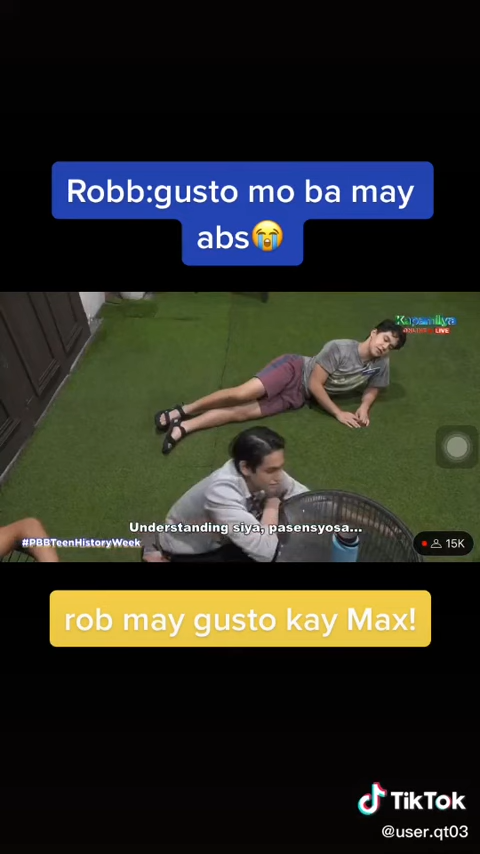 Robb:gusto mo ba may
abs😭
Kapamilya
LIVE
Understanding siya, pasensyosa...
#PBBTeenHistoryWeek
15K
rob may gusto kay Max!
TikTok
@user.qt03